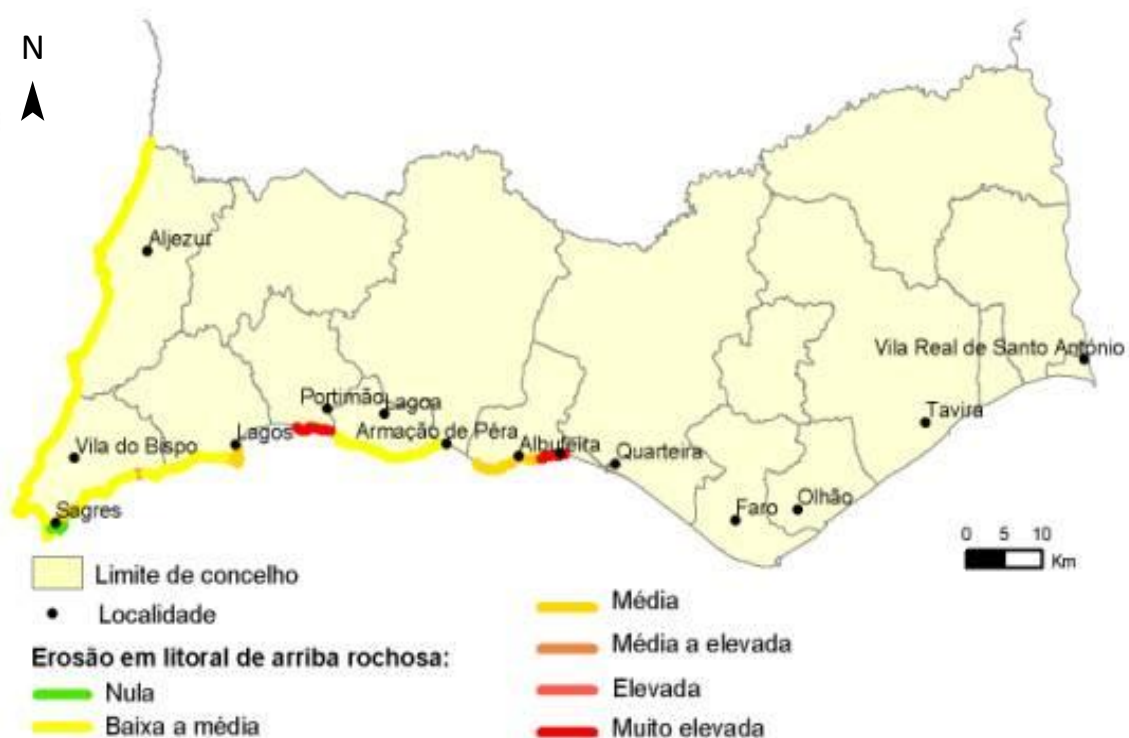 N
Aljezur
Portimão
Lagoa
Lagos
Armação de Pêra
Albufeita
Quarteira
Vila do Bispo
Sagres
Vila Real de Santo António
Tavira
Faro
Olhão
0 5 10
Km
Limite de concelho
Localidade
Erosão em litoral de arriba rochosa:
Nula
Baixa a média
Média
Média a elevada
Elevada
Muito elevada